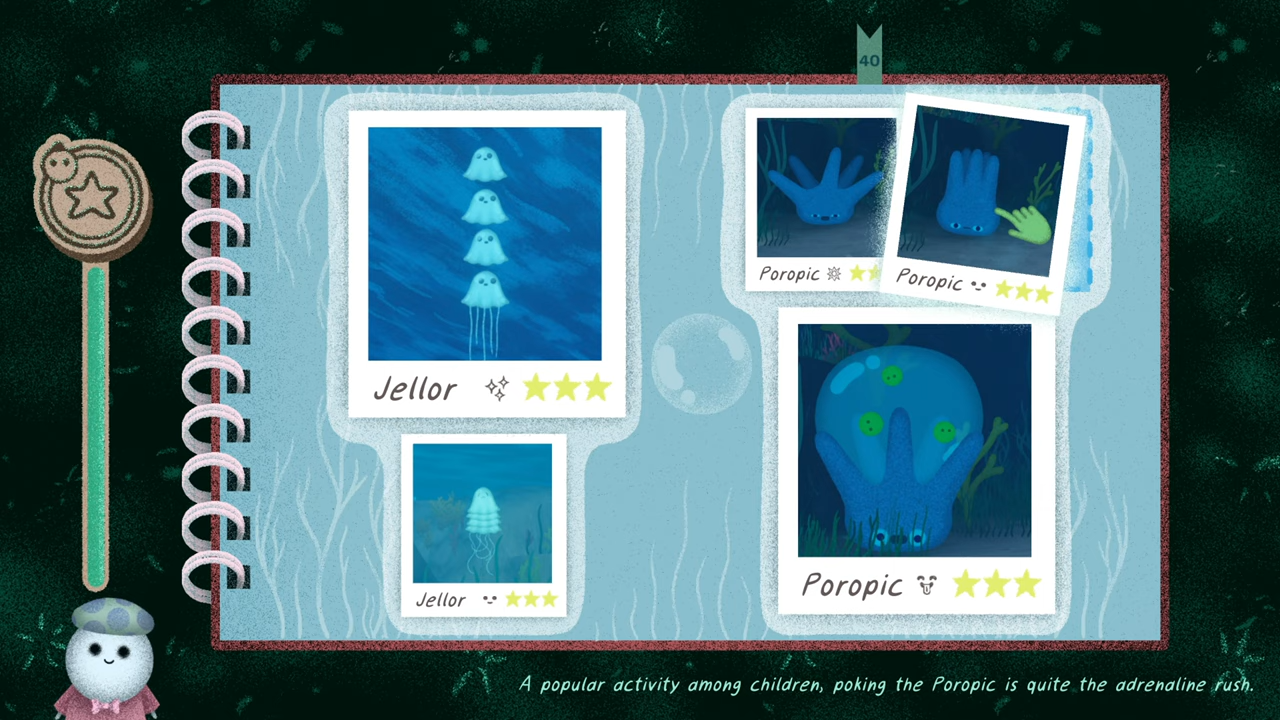 40
Jellor
Poropic
Poropic
Jellor
Poropic
A popular activity among children, poking the Poropic is quite the adrenaline rush.